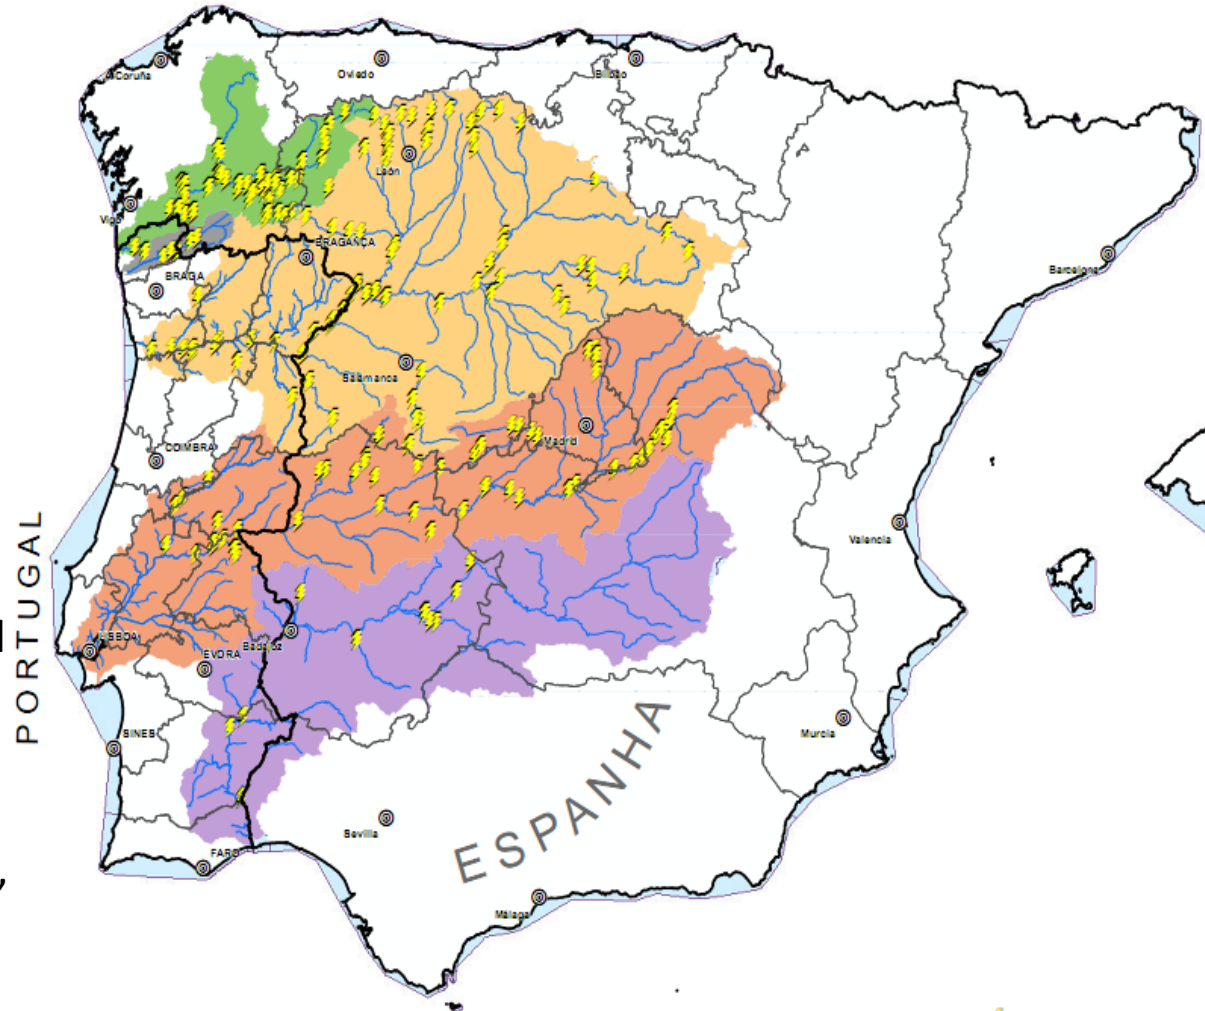 A Coruña
Oviedo
Bilbao
León
Vigo
BRAGANÇA
BRAGA
Barcelona
Salamanca
Madrid
COIMBRA
PORTUGAL
Valencia
LISBOA
EVORA
Badajoz
SINES
Murcia
ESPANHA
Sevilla
FARO
Málaga
,